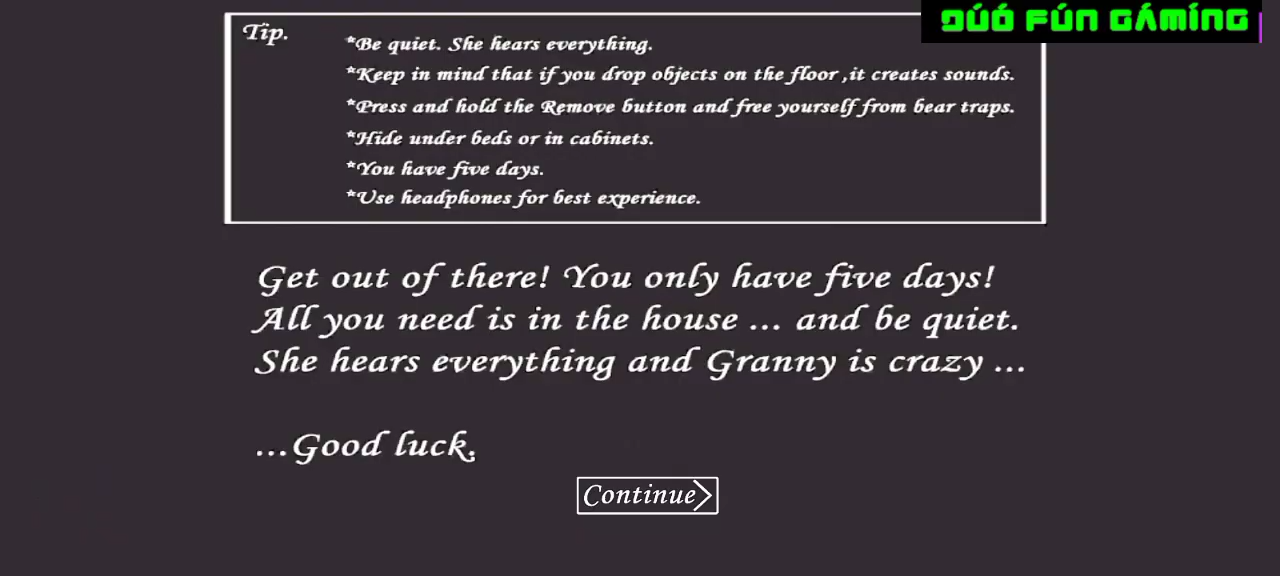 Tip.
*Be quiet. She hears everything.
*Keep in mind that if you drop objects on the floor ,it creates sounds.
*Press and hold the Remove button and free yourself from bear traps.
*Hide under beds or in cabinets.
*You have five days.
*Use headphones for best experience.
DÚÓ FÚN GÁMÍNG
Get out of there! You only have five days!
All you need is in the house ... and be quiet.
She hears everything and Granny is crazy ...
...Good luck.
Continue